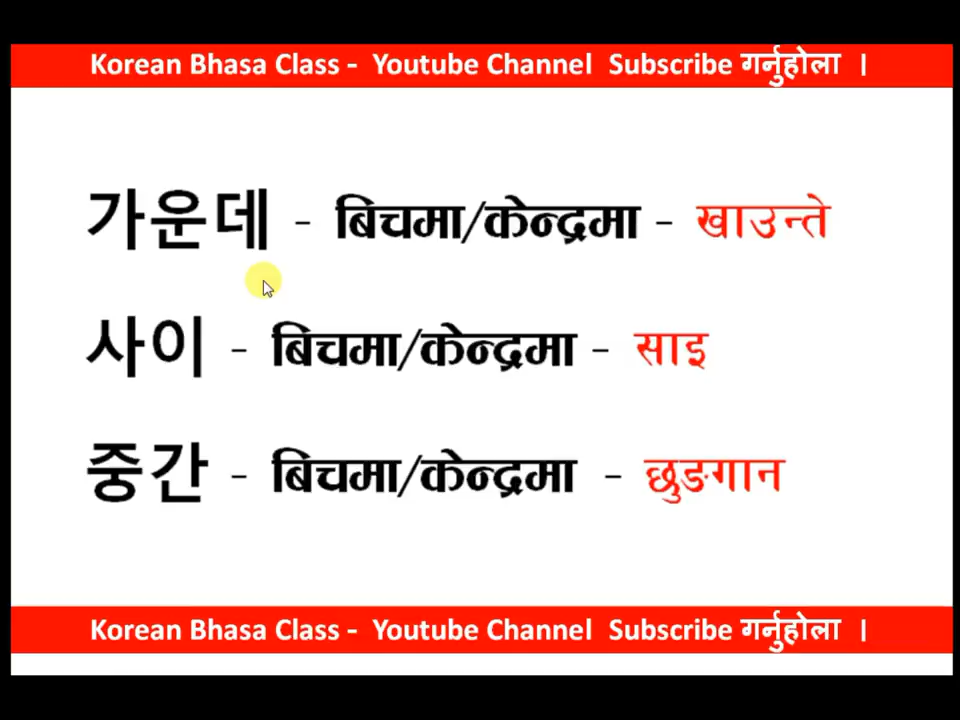 Korean Bhasa Class - Youtube Channel Subscribe गर्नुहोला ।
가운데 - बिचमा/केन्द्रमा - खाउन्ते
사이 - बिचमा/केन्द्रमा - साइ
중간 - बिचमा/केन्द्रमा - छुङगान
Korean Bhasa Class - Youtube Channel Subscribe गर्नुहोला ।